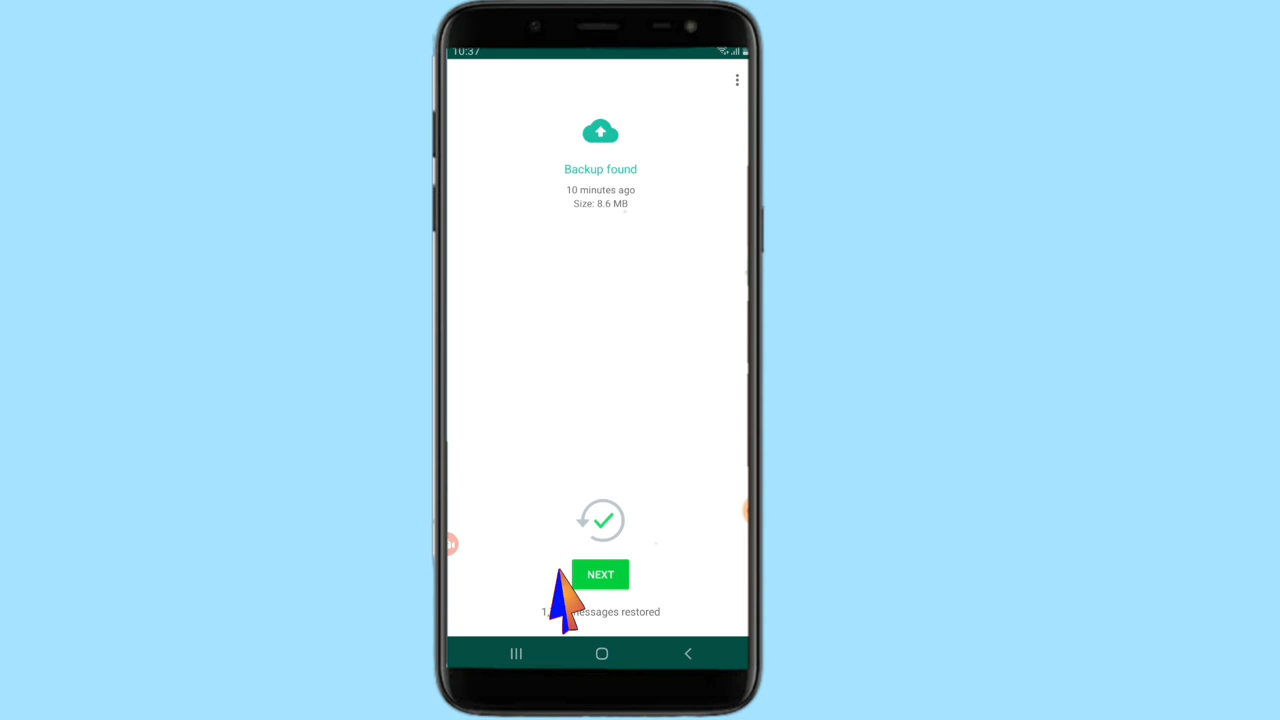 10:37
Backup found
10 minutes ago
Size: 8.6 MB
NEXT
messages restored